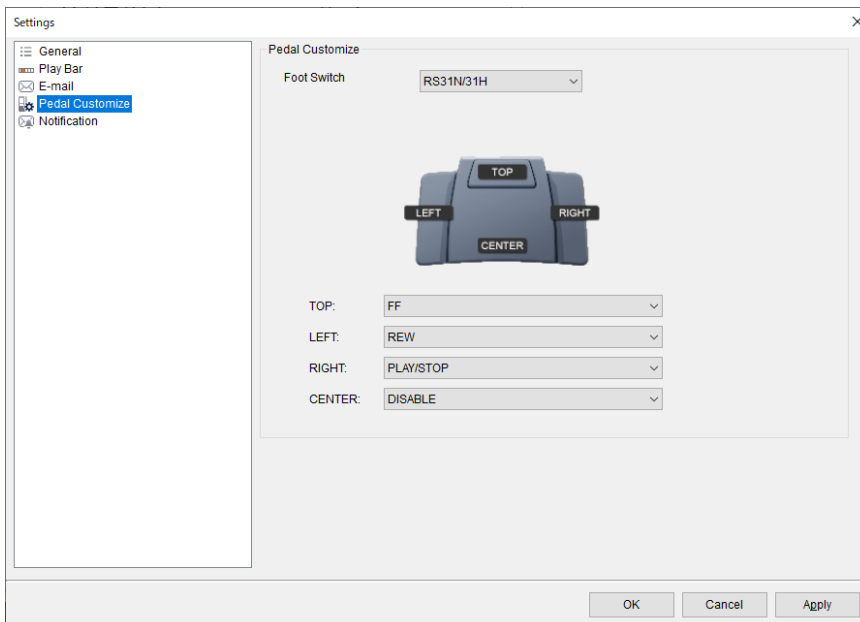 Settings
General
Play Bar
E-mail
Pedal Customize
Notification
Pedal Customize
Foot Switch
RS31N/31H
TOP
LEFT
RIGHT
CENTER
TOP:
FF
LEFT:
REW
RIGHT:
PLAY/STOP
CENTER:
DISABLE
OK
Cancel
Apply